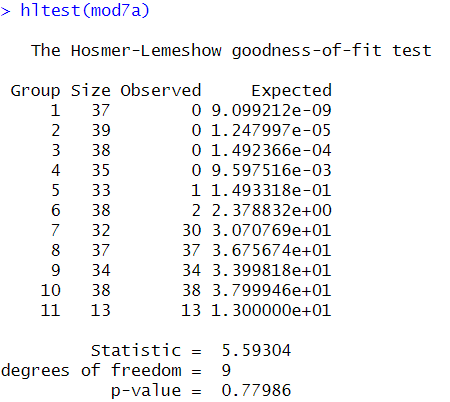 > hltest(mod7a)
The Hosmer-Lemeshow goodness-of-fit test
Group Size Observed Expected
1 37 0 9.099212e-09
2 39 0 1.247997e-05
3 38 0 1.492366e-04
4 35 0 9.597516e-03
5 33 1 1.493318e-01
6 38 2 2.378832e+00
7 32 30 3.070769e+01
8 37 37 3.675674e+01
9 34 34 3.399818e+01
10 38 38 3.799946e+01
11 13 13 1.300000e+01
Statistic = 5.59304
degrees of freedom = 9
p-value = 0.77986